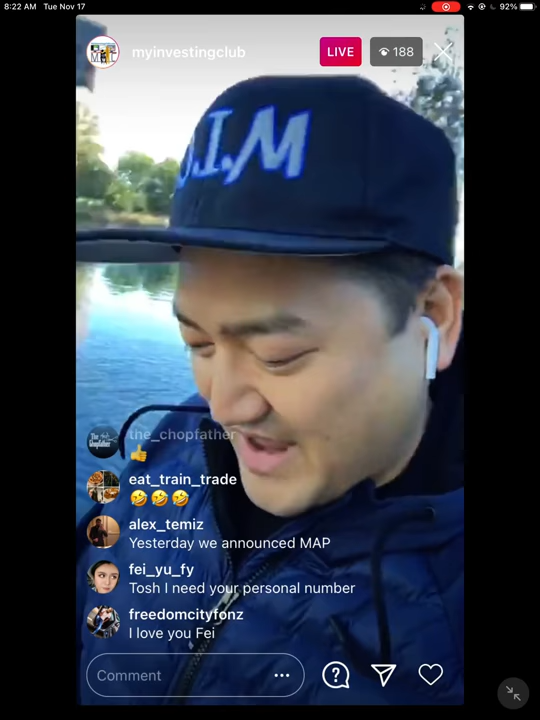 8:22 AM Tue Nov 17
92%
myinvestingclub
LIVE
188
.I.M
the_chopfather
👍
eat_train_trade
🤣🤣🤣
alex_temiz
Yesterday we announced MAP
fei_yu_fy
Tosh I need your personal number
freedomcityfonz
I love you Fei
Comment